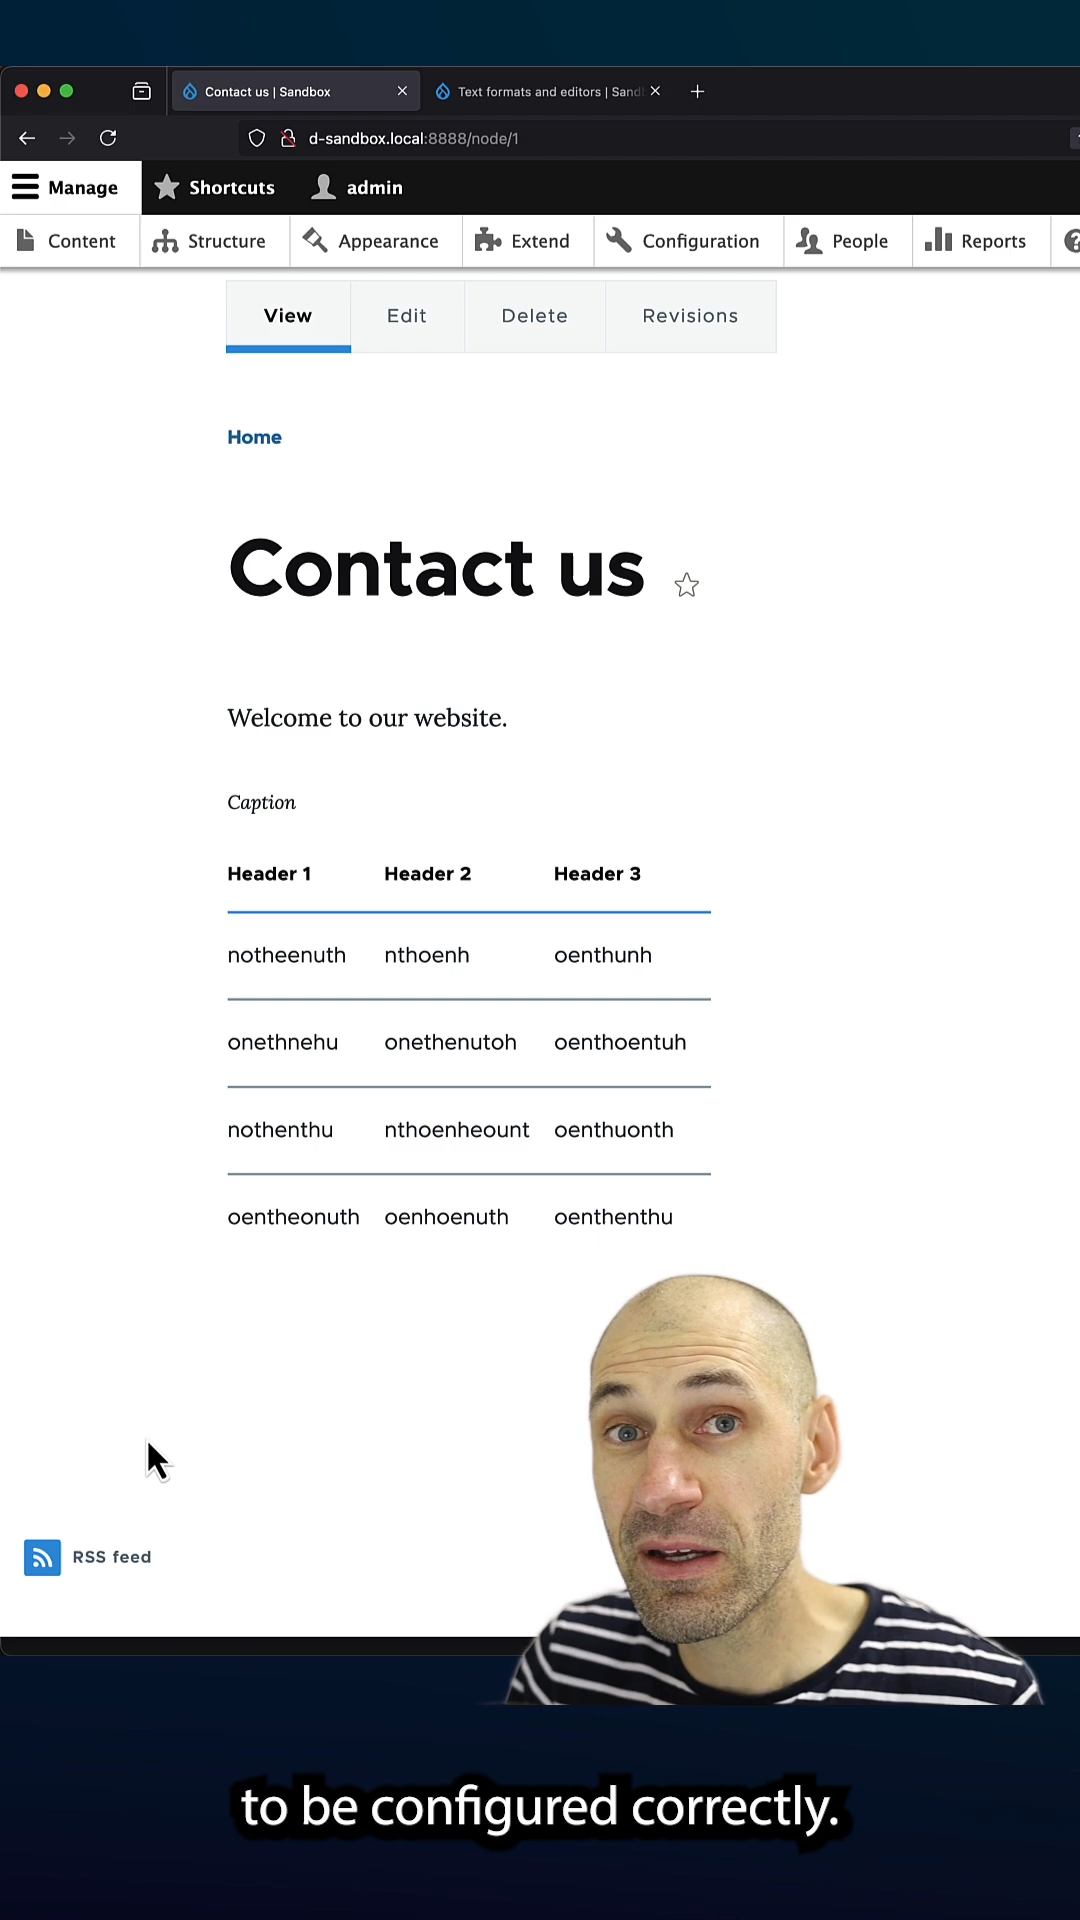 Contact us | Sandbox
Text formats and editors | Sand
d-sandbox.local:8888/node/1
Manage
Shortcuts
admin
Content
Structure
Appearance
Extend
Configuration
People
Reports
View
Edit
Delete
Revisions
Home
Contact us
Welcome to our website.
Caption
Header 1 Header 2 Header 3
notheenuth nthoenh oenthunh
onethnehu onethenutoh oenthoentuh
nothenthu nthoenheount oenthuonth
oentheonuth oenhoenuth oenthenthu
RSS feed
to be configured correctly.